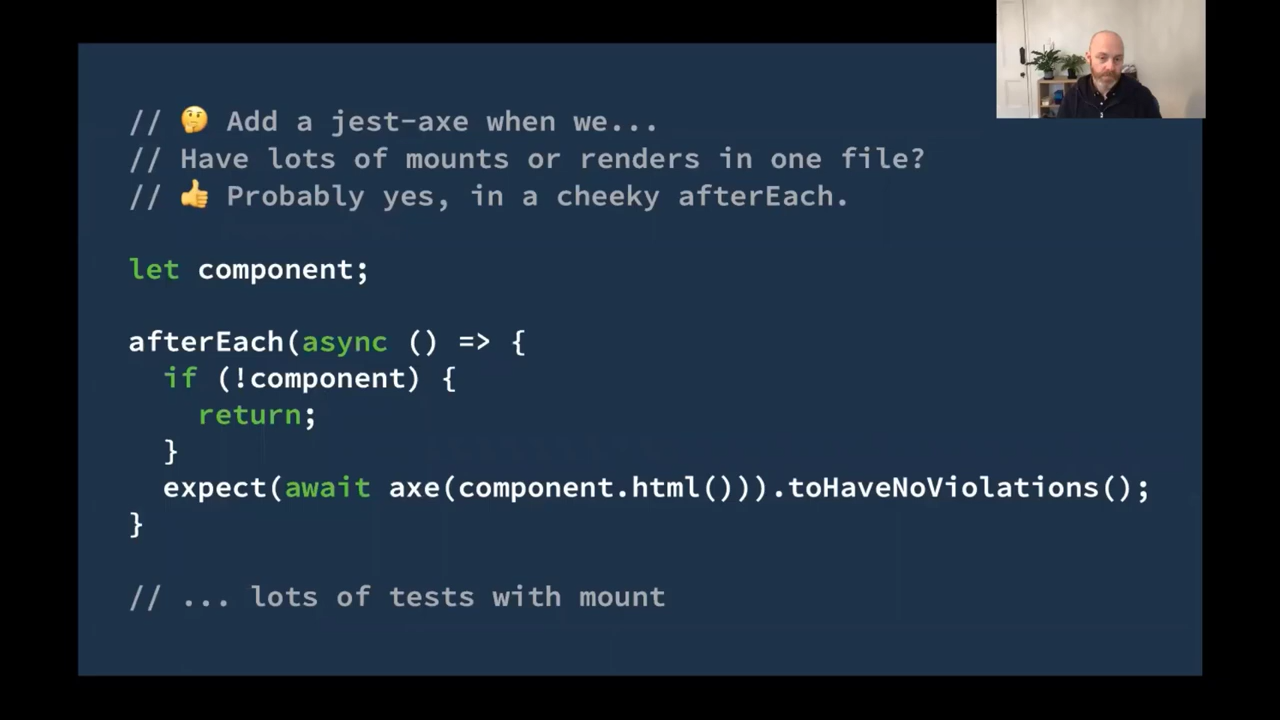 // 🤔 Add a jest-axe when we...
// Have lots of mounts or renders in one file?
// 👍 Probably yes, in a cheeky afterEach.
let component;
afterEach(async () => {
  if (!component) {
    return;
  }
  expect(await axe(component.html())).toHaveNoViolations();
}
// ... lots of tests with mount